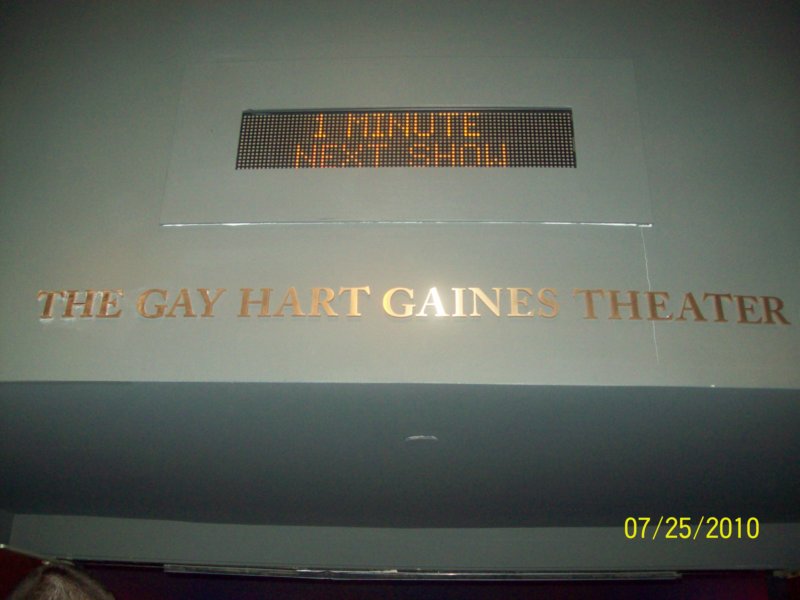 1 MINUTE
NEXT SHOW
THE GAY HART GAINES THEATER
07/25/2010